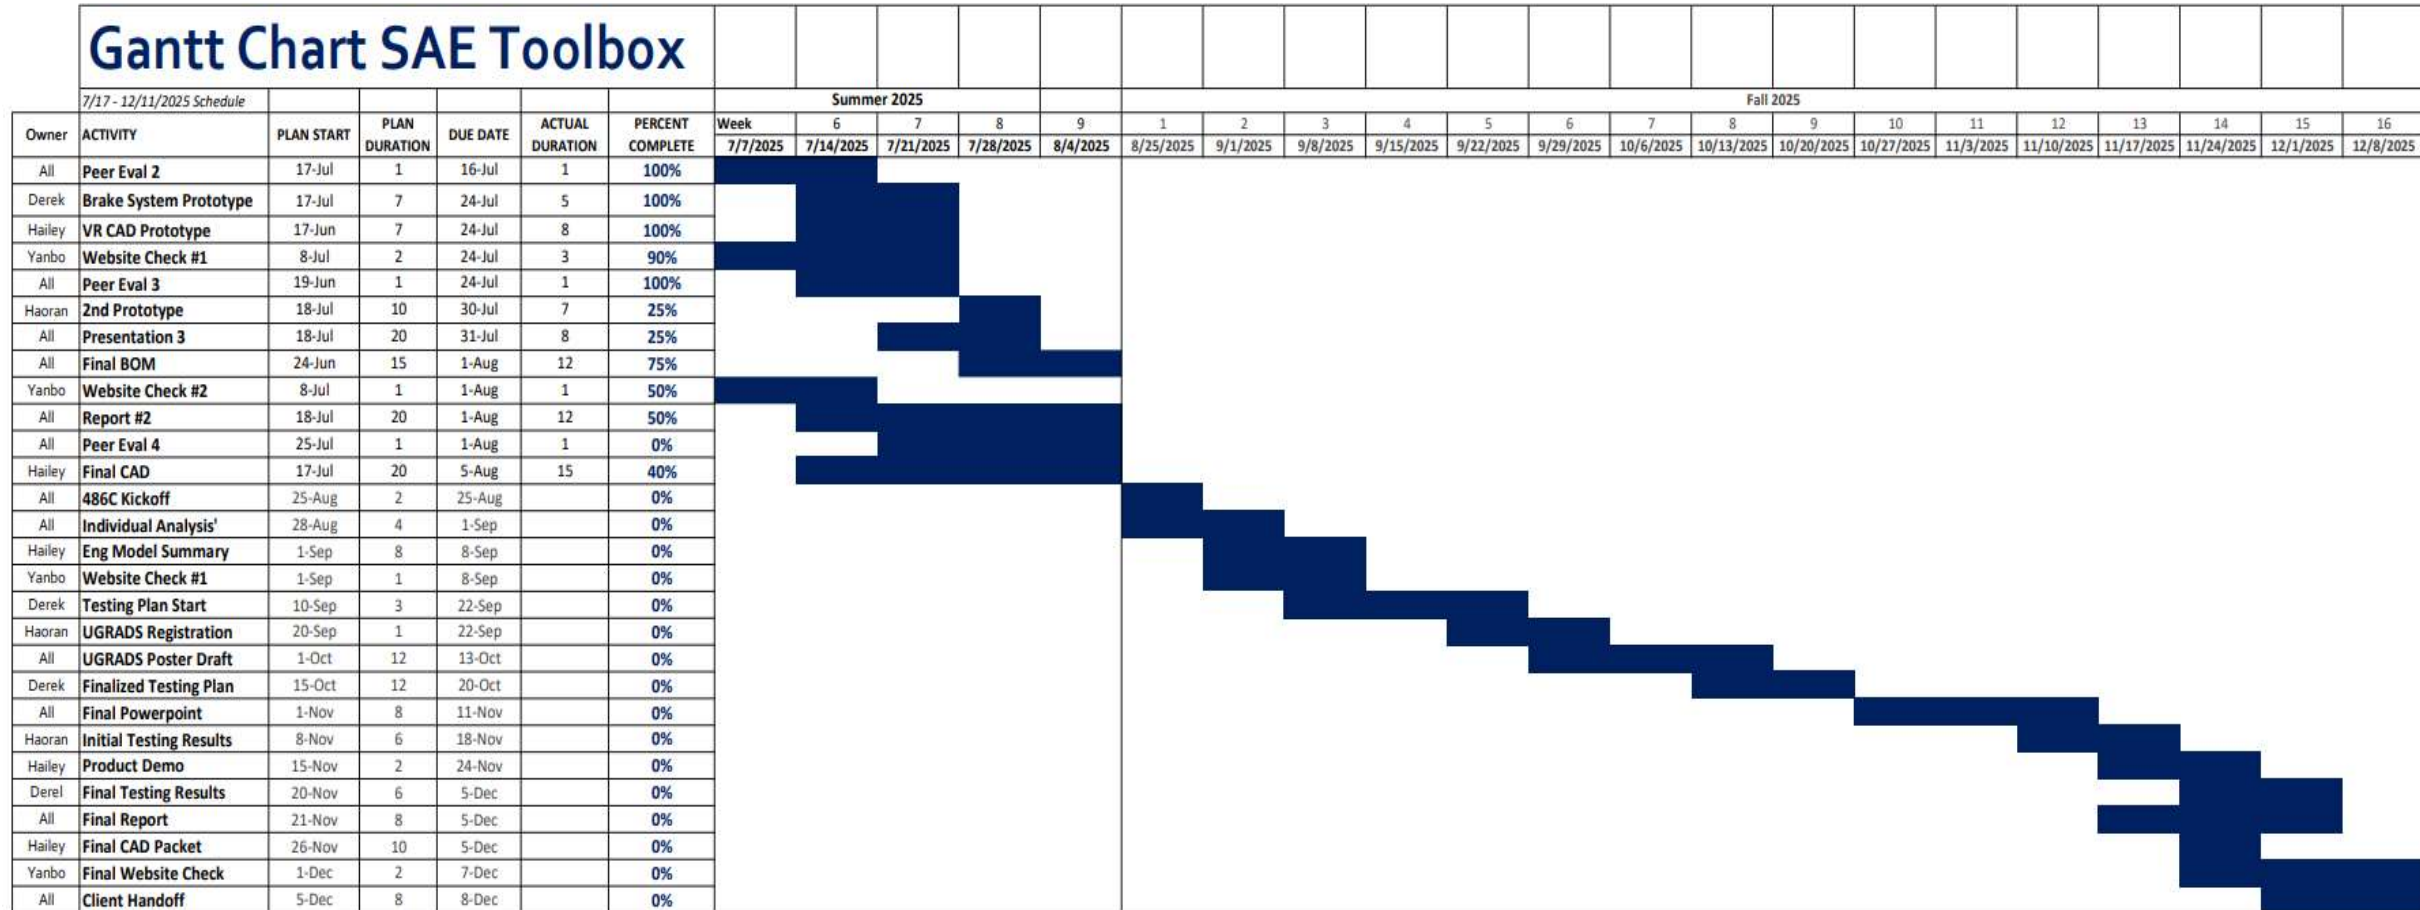 Gantt Chart SAE Toolbox
7/17 - 12/11/2025 Schedule Summer 2025 Fall 2025
Owner ACTIVITY PLAN START PLAN DURATION DUE DATE ACTUAL DURATION PERCENT COMPLETE Week 6 7 8 9 1 2 3 4 5 6 7 8 9 10 11 12 13 14 15 16
7/7/2025 7/14/2025 7/21/2025 7/28/2025 8/4/2025 8/25/2025 9/1/2025 9/8/2025 9/15/2025 9/22/2025 9/29/2025 10/6/2025 10/13/2025 10/20/2025 10/27/2025 11/3/2025 11/10/2025 11/17/2025 11/24/2025 12/1/2025 12/8/2025
All Peer Eval 2 17-Jul 1 16-Jul 1 100%
Derek Brake System Prototype 17-Jul 7 24-Jul 5 100%
Hailey VR CAD Prototype 17-Jun 7 24-Jul 8 100%
Yanbo Website Check #1 8-Jul 2 24-Jul 3 90%
All Peer Eval 3 19-Jun 1 24-Jul 1 100%
Haoran 2nd Prototype 18-Jul 10 30-Jul 7 25%
All Presentation 3 18-Jul 20 31-Jul 8 25%
All Final BOM 24-Jun 15 1-Aug 12 75%
Yanbo Website Check #2 8-Jul 1 1-Aug 1 50%
All Report #2 18-Jul 20 1-Aug 12 50%
All Peer Eval 4 25-Jul 1 1-Aug 1 0%
Hailey Final CAD 17-Jul 20 5-Aug 15 40%
All 486C Kickoff 25-Aug 2 25-Aug 0%
All Individual Analysis' 28-Aug 4 1-Sep 0%
Hailey Eng Model Summary 1-Sep 8 8-Sep 0%
Yanbo Website Check #1 1-Sep 1 8-Sep 0%
Derek Testing Plan Start 10-Sep 3 22-Sep 0%
Haoran UGRADS Registration 20-Sep 1 22-Sep 0%
All UGRADS Poster Draft 1-Oct 12 13-Oct 0%
Derek Finalized Testing Plan 15-Oct 12 20-Oct 0%
All Final Powerpoint 1-Nov 8 11-Nov 0%
Haoran Initial Testing Results 8-Nov 6 18-Nov 0%
Hailey Product Demo 15-Nov 2 24-Nov 0%
Derel Final Testing Results 20-Nov 6 5-Dec 0%
All Final Report 21-Nov 8 5-Dec 0%
Hailey Final CAD Packet 26-Nov 10 5-Dec 0%
Yanbo Final Website Check 1-Dec 2 7-Dec 0%
All Client Handoff 5-Dec 8 8-Dec 0%